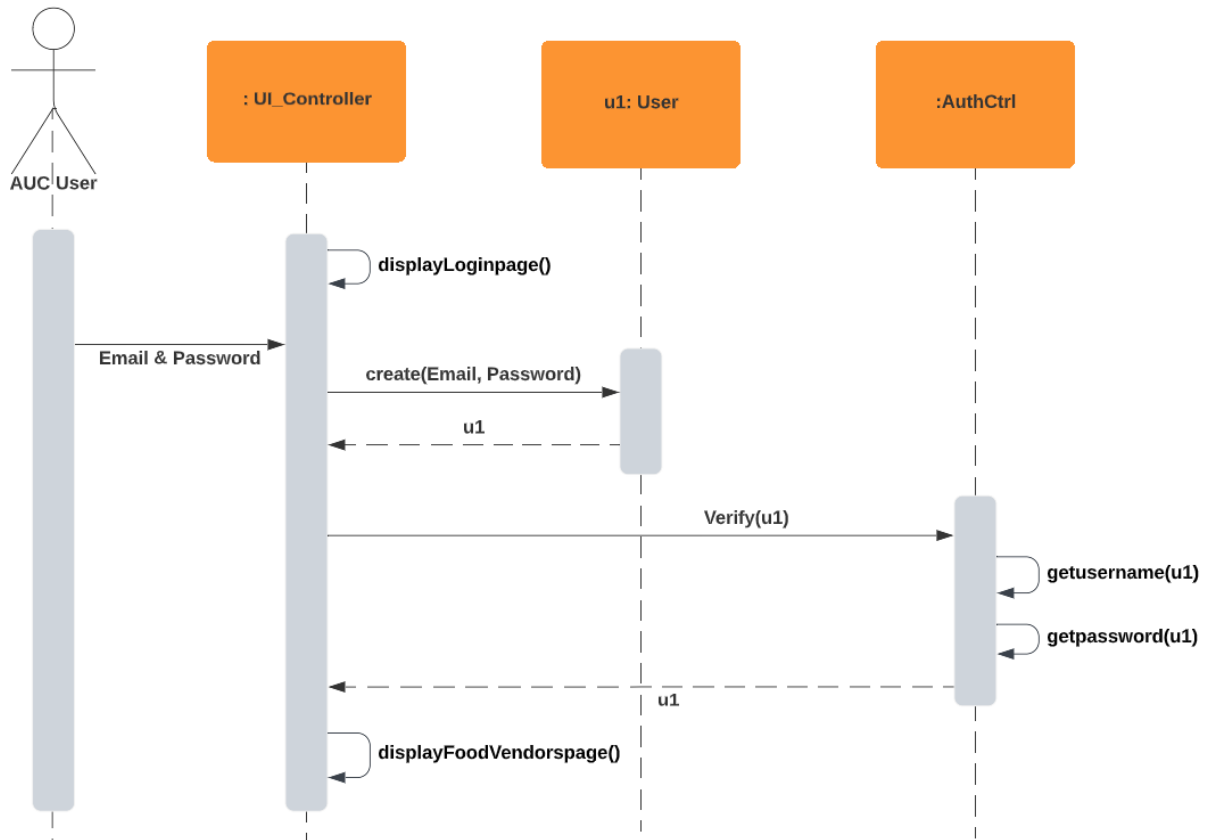 : UI_Controller
u1: User
:AuthCtrl
AUC User
displayLoginpage()
Email & Password
create(Email, Password)
u1
Verify(u1)
getusername(u1)
getpassword(u1)
u1
displayFoodVendorspage()